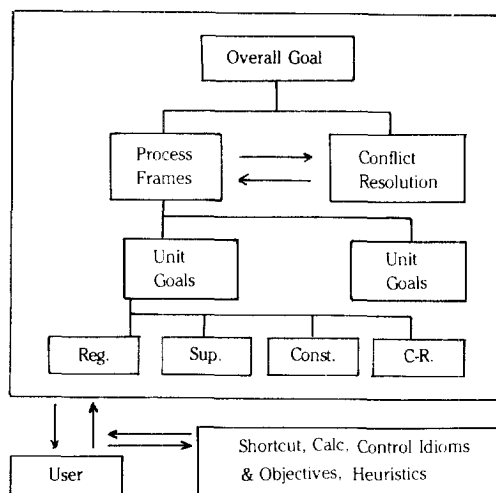 Overall Goal
Process
Frames
Conflict
Resolution
Unit
Goals
Unit
Goals
Reg.
Sup.
Const.
C-R.
User
Shortcut, Calc, Control Idioms
& Objectives, Heuristics